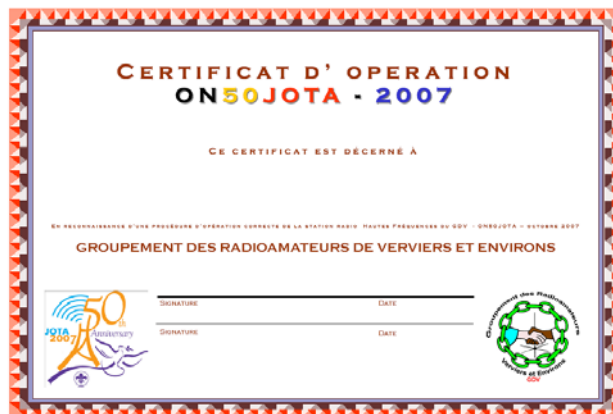 CERTIFICAT D' OPERATION
ON50JOTA - 2007
CE CERTIFICAT EST DÉCERNÉ À
EN RECONNAISSANCE D'UNE PROCÉDURE D'OPÉRATION CORRECTE DE LA STATION RADIO HAUTES FRÉQUENCES DU GDV - ON50JOTA – OCTOBRE 2007
GROUPEMENT DES RADIOAMATEURS DE VERVIERS ET ENVIRONS
SIGNATURE DATE
SIGNATURE DATE
50th
Anniversary
JOTA
2007
Groupement des Radioamateurs
Verviers et Environs
GDV